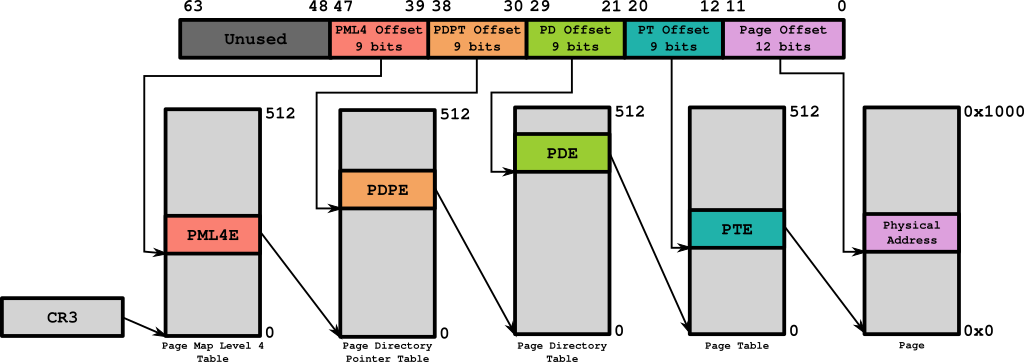 63 48 47 39 38 30 29 21 20 12 11 0
Unused
PML4 Offset
9 bits
PDPT Offset
9 bits
PD Offset
9 bits
PT Offset
9 bits
Page Offset
12 bits
512
512
512
512
0x1000
PML4E
PDPE
PDE
PTE
Physical
Address
CR3
0
0
0
0
0x0
Page Map Level 4
Table
Page Directory
Pointer Table
Page Directory
Table
Page Table
Page